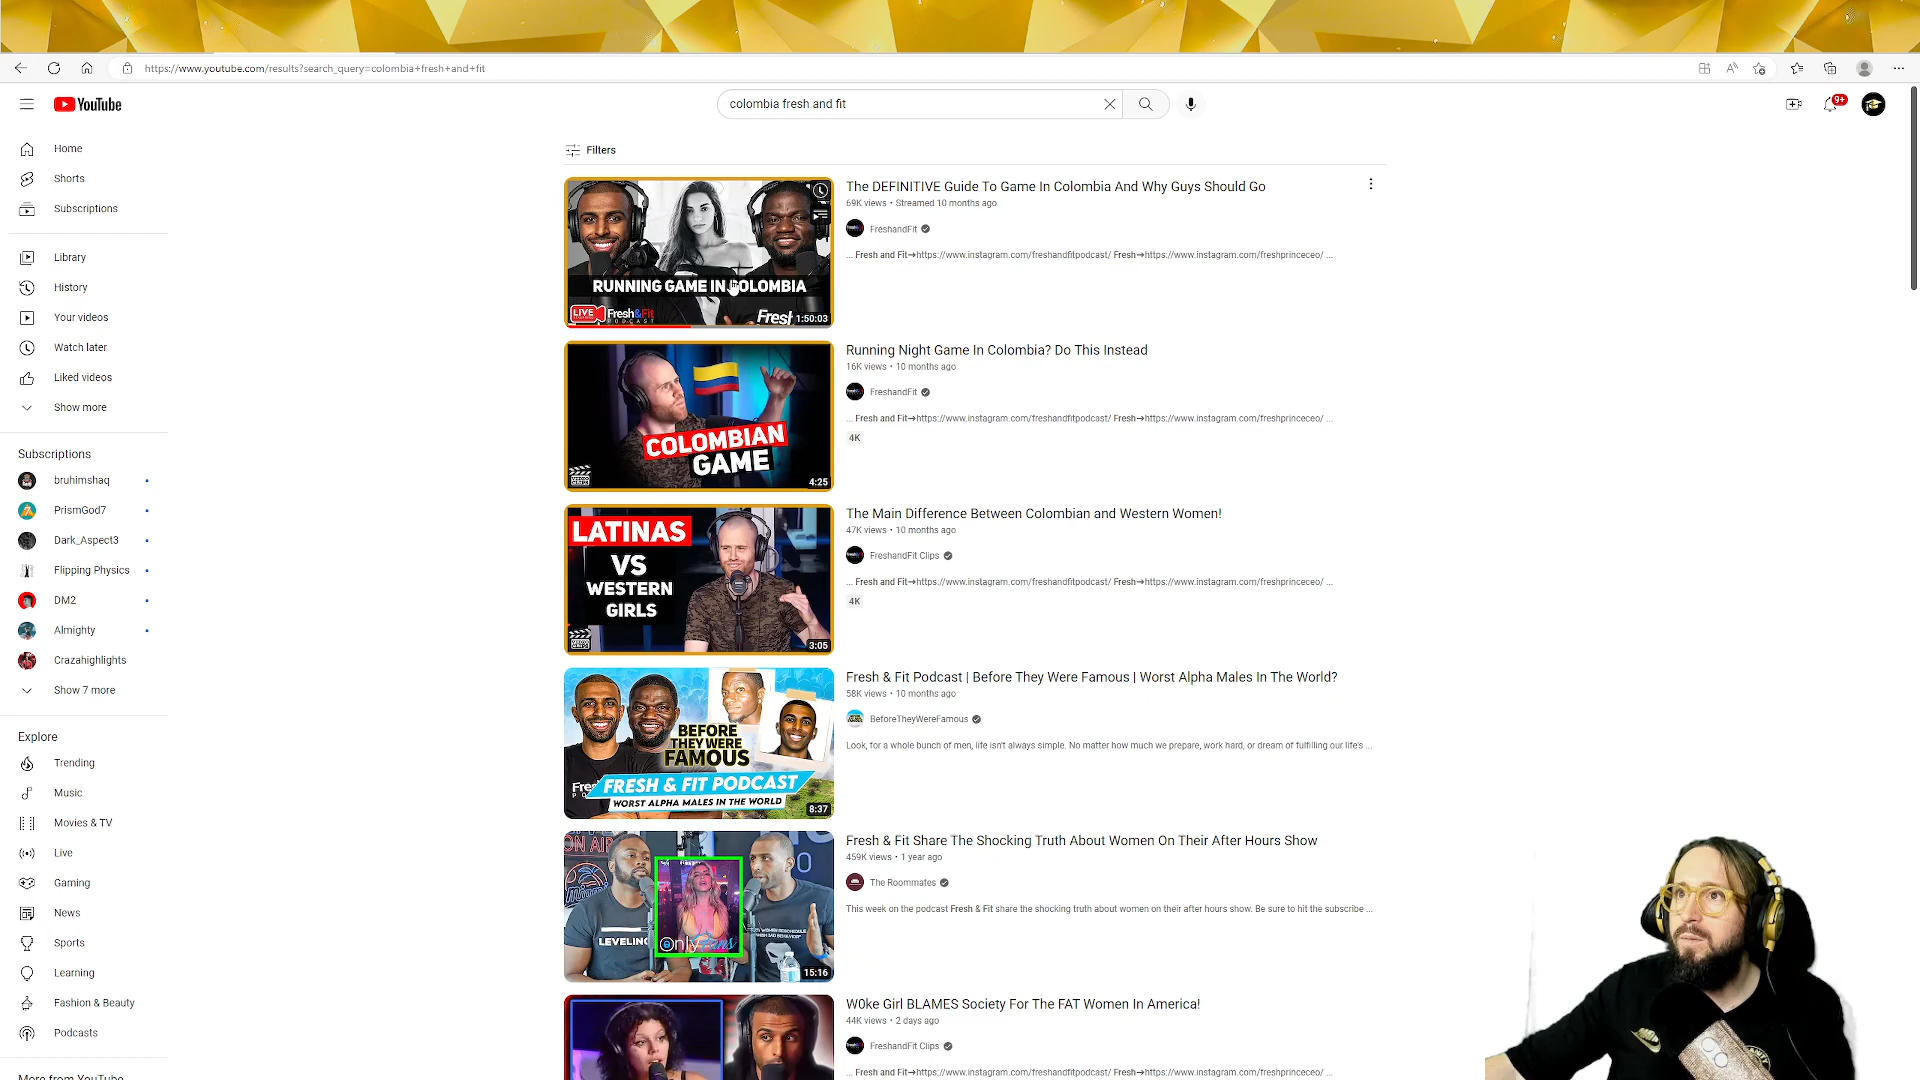 https://www.youtube.com/results?search_query=colombia+fresh+and+fit
YouTube
colombia fresh and fit
9+
Home
Shorts
Subscriptions
Library
History
Your videos
Watch later
Liked videos
Show more
Subscriptions
bruhimshaq
PrismGod7
Dark_Aspect3
Flipping Physics
DM2
Almighty
Crazahighlights
Show 7 more
Explore
Trending
Music
Movies & TV
Live
Gaming
News
Sports
Learning
Fashion & Beauty
Podcasts
More from YouTube
Filters
RUNNING GAME IN COLOMBIA
LIVE Fresh&Fit
PODCAST
Fresh
1:50:03
The DEFINITIVE Guide To Game In Colombia And Why Guys Should Go
69K views • Streamed 10 months ago
FreshandFit
... Fresh and Fit→https://www.instagram.com/freshandfitpodcast/ Fresh→https://www.instagram.com/freshprinceceo/ ...
COLOMBIAN
GAME
4:25
Running Night Game In Colombia? Do This Instead
16K views • 10 months ago
FreshandFit
... Fresh and Fit→https://www.instagram.com/freshandfitpodcast/ Fresh→https://www.instagram.com/freshprinceceo/ ...
4K
LATINAS
VS
WESTERN
GIRLS
3:05
The Main Difference Between Colombian and Western Women!
47K views • 10 months ago
FreshandFit Clips
... Fresh and Fit→https://www.instagram.com/freshandfitpodcast/ Fresh→https://www.instagram.com/freshprinceceo/ ...
4K
BEFORE
THEY WERE
FAMOUS
FRESH & FIT PODCAST
WORST ALPHA MALES IN THE WORLD
8:37
Fresh & Fit Podcast | Before They Were Famous | Worst Alpha Males In The World?
58K views • 10 months ago
BeforeTheyWereFamous
Look, for a whole bunch of men, life isn't always simple. No matter how much we prepare, work hard, or dream of fulfilling our life's ...
ON AIR
LEVELING
OnlyFans
15:16
Fresh & Fit Share The Shocking Truth About Women On Their After Hours Show
459K views • 1 year ago
The Roommates
This week on the podcast Fresh & Fit share the shocking truth about women on their after hours show. Be sure to hit the subscribe ...
W0ke Girl BLAMES Society For The FAT Women In America!
44K views • 2 days ago
FreshandFit Clips
... Fresh and Fit→https://www.instagram.com/freshandfitpodcast/ Fresh→https://www.instagram.com/freshprinceceo/ ...